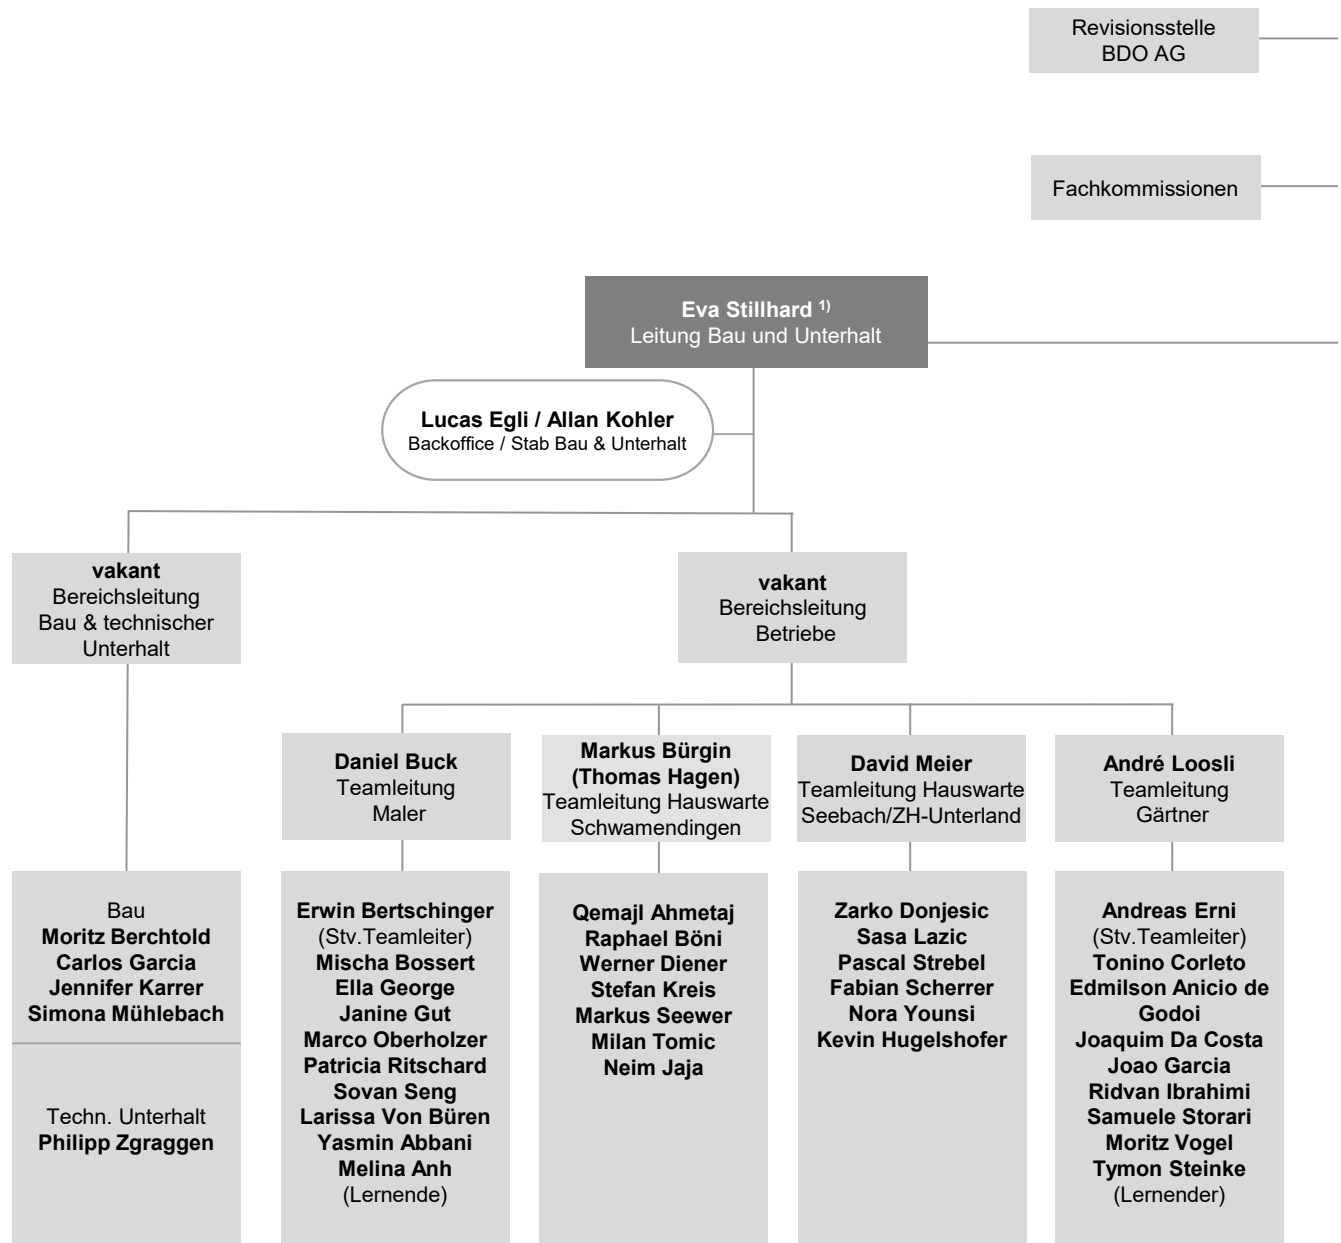 Revisionsstelle
BDO AG
Fachkommissionen
Eva Stillhard 1)
Leitung Bau und Unterhalt
Lucas Egli / Allan Kohler
Backoffice / Stab Bau & Unterhalt
vakant
Bereichsleitung
Bau & technischer
Unterhalt
vakant
Bereichsleitung
Betriebe
Daniel Buck
Teamleitung
Maler
Markus Bürgin
(Thomas Hagen)
Teamleitung Hauswarte
Schwamendingen
David Meier
Teamleitung Hauswarte
Seebach/ZH-Unterland
André Loosli
Teamleitung
Gärtner
Bau
Moritz Berchtold
Carlos Garcia
Jennifer Karrer
Simona Mühlebach
Techn. Unterhalt
Philipp Zgraggen
Erwin Bertschinger
(Stv.Teamleiter)
Mischa Bossert
Ella George
Janine Gut
Marco Oberholzer
Patricia Ritschard
Sovan Seng
Larissa Von Büren
Yasmin Abbani
Melina Anh
(Lernende)
Qemajl Ahmetaj
Raphael Böni
Werner Diener
Stefan Kreis
Markus Seewer
Milan Tomic
Neim Jaja
Zarko Donjesic
Sasa Lazic
Pascal Strebel
Fabian Scherrer
Nora Younsi
Kevin Hugelshofer
Andreas Erni
(Stv.Teamleiter)
Tonino Corleto
Edmilson Anicio de
Godoi
Joaquim Da Costa
Joao Garcia
Ridvan Ibrahimi
Samuele Storari
Moritz Vogel
Tymon Steinke
(Lernender)